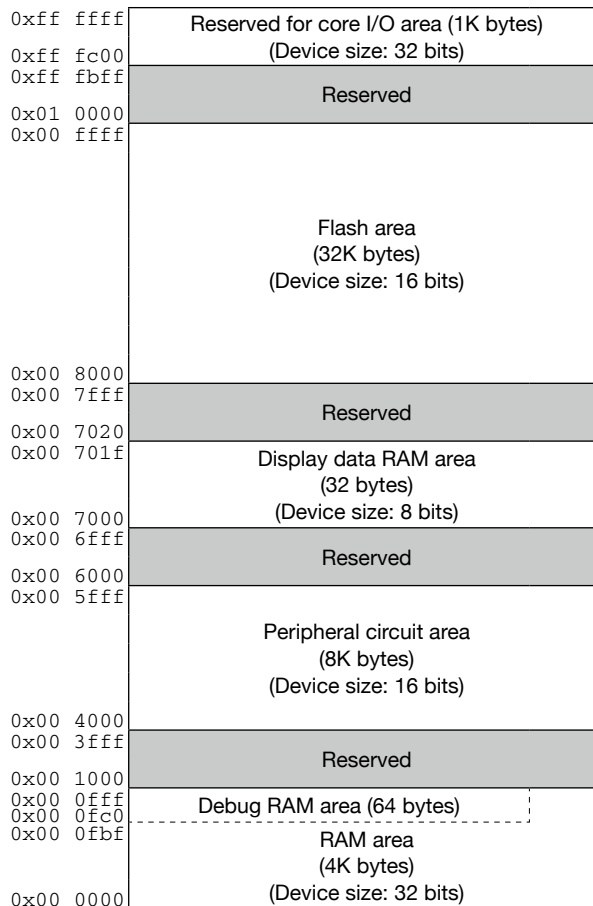 0xff ffff
Reserved for core I/O area (1K bytes)
(Device size: 32 bits)
0xff fc00
0xff fbff
Reserved
0x01 0000
0x00 ffff
Flash area
(32K bytes)
(Device size: 16 bits)
0x00 8000
0x00 7fff
Reserved
0x00 7020
0x00 701f
Display data RAM area
(32 bytes)
(Device size: 8 bits)
0x00 7000
0x00 6fff
Reserved
0x00 6000
0x00 5fff
Peripheral circuit area
(8K bytes)
(Device size: 16 bits)
0x00 4000
0x00 3fff
Reserved
0x00 1000
0x00 0fff
Debug RAM area (64 bytes)
0x00 0fc0
0x00 0fbf
RAM area
(4K bytes)
(Device size: 32 bits)
0x00 0000